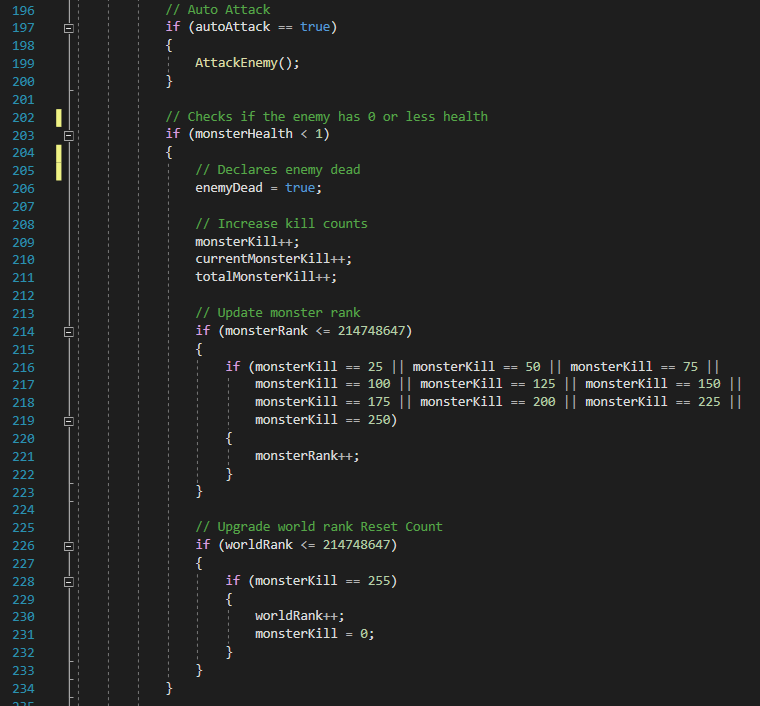 196 // Auto Attack
197 if (autoAttack == true)
198 {
199 AttackEnemy();
200 }
201
202 // Checks if the enemy has 0 or less health
203 if (monsterHealth < 1)
204 {
205 // Declares enemy dead
206 enemyDead = true;
207
208 // Increase kill counts
209 monsterKill++;
210 currentMonsterKill++;
211 totalMonsterKill++;
212
213 // Update monster rank
214 if (monsterRank <= 214748647)
215 {
216 if (monsterKill == 25 || monsterKill == 50 || monsterKill == 75 ||
217 monsterKill == 100 || monsterKill == 125 || monsterKill == 150 ||
218 monsterKill == 175 || monsterKill == 200 || monsterKill == 225 ||
219 monsterKill == 250)
220 {
221 monsterRank++;
222 }
223 }
224
225 // Upgrade world rank Reset Count
226 if (worldRank <= 214748647)
227 {
228 if (monsterKill == 255)
229 {
230 worldRank++;
231 monsterKill = 0;
232 }
233 }
234 }